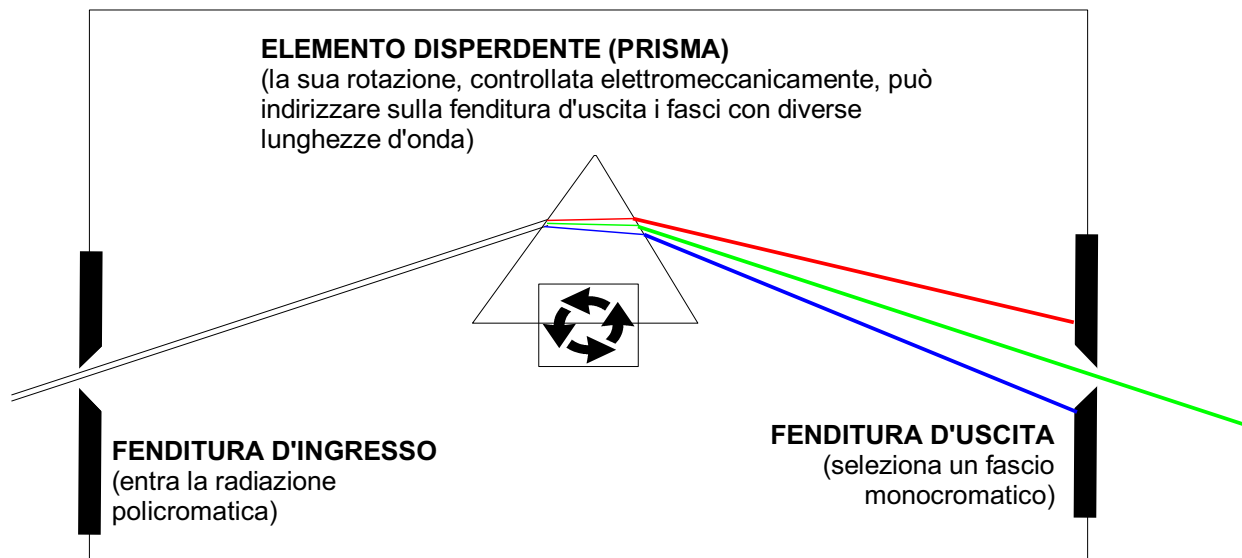 ELEMENTO DISPERDENTE (PRISMA)
(la sua rotazione, controllata elettromeccanicamente, può
indirizzare sulla fenditura d'uscita i fasci con diverse
lunghezze d'onda)
FENDITURA D'INGRESSO
(entra la radiazione
policromatica)
FENDITURA D'USCITA
(seleziona un fascio
monocromatico)